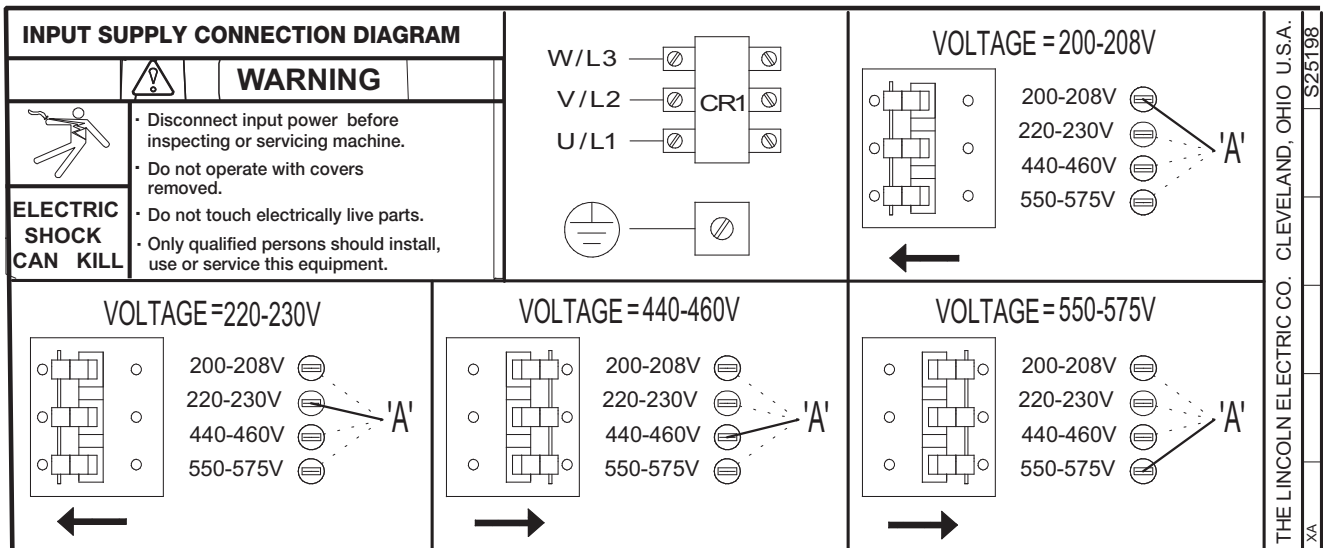 INPUT SUPPLY CONNECTION DIAGRAM
WARNING
ELECTRIC
SHOCK
CAN KILL
· Disconnect input power before
inspecting or servicing machine.
· Do not operate with covers
removed.
· Do not touch electrically live parts.
· Only qualified persons should install,
use or service this equipment.
W/L3
V/L2
U/L1
CR1
VOLTAGE = 200-208V
200-208V
220-230V
440-460V
550-575V
'A'
VOLTAGE =220-230V
200-208V
220-230V
440-460V
550-575V
'A'
VOLTAGE = 440-460V
200-208V
220-230V
440-460V
550-575V
'A'
VOLTAGE = 550-575V
200-208V
220-230V
440-460V
550-575V
'A'
THE LINCOLN ELECTRIC CO. CLEVELAND, OHIO U.S.A.
S25198
XA